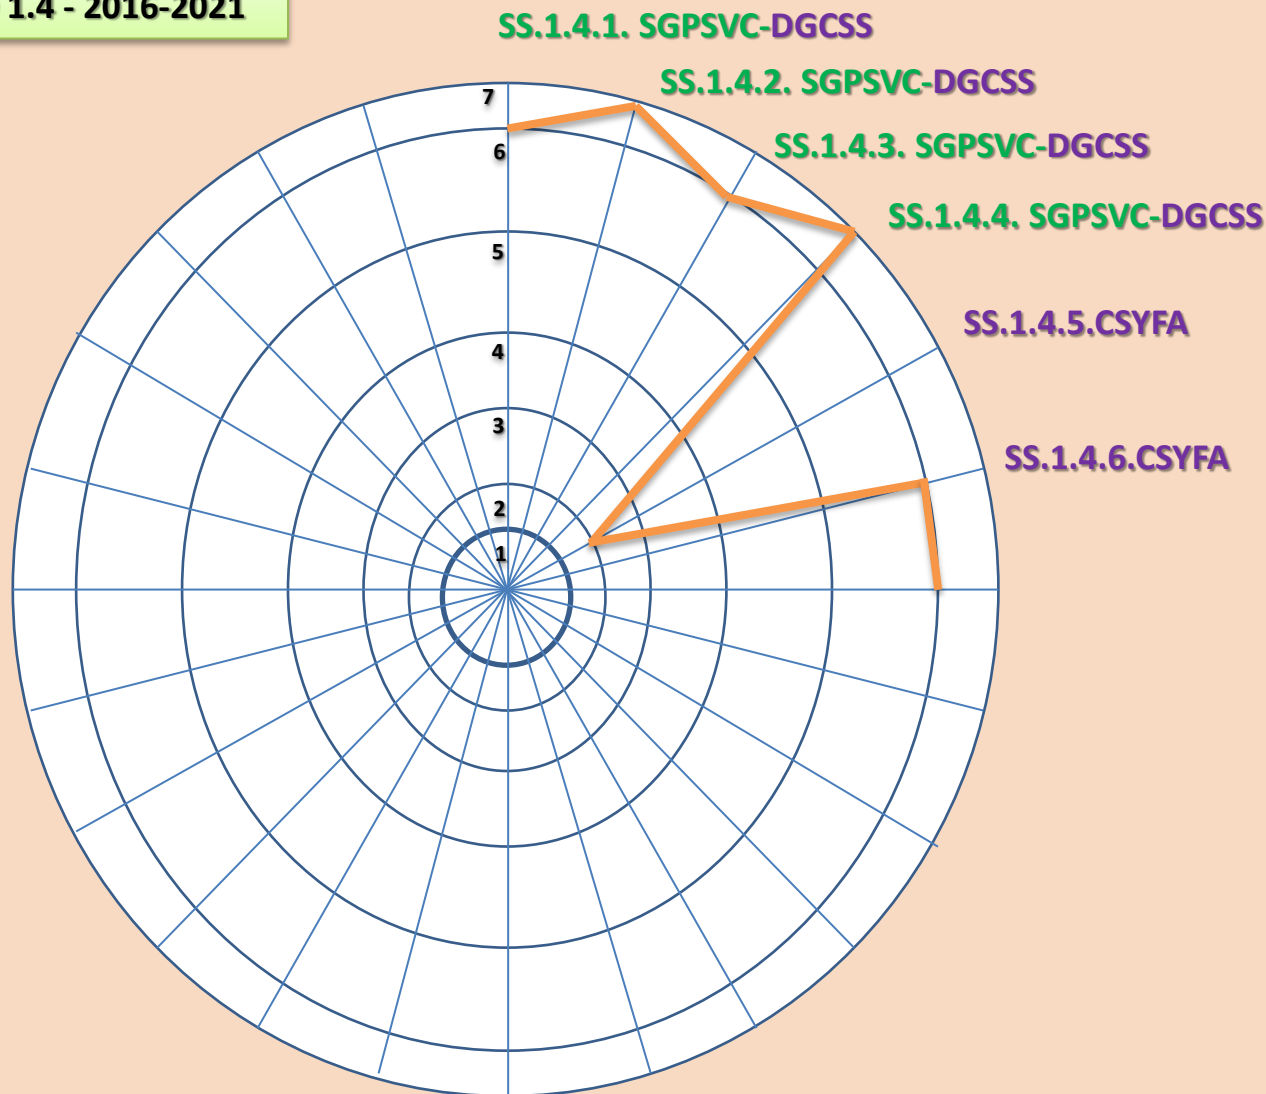 1.4 - 2016-2021
SS.1.4.1. SGPSVC-DGCSS
SS.1.4.2. SGPSVC-DGCSS
SS.1.4.3. SGPSVC-DGCSS
SS.1.4.4. SGPSVC-DGCSS
SS.1.4.5.CSYFA
SS.1.4.6.CSYFA
7
6
5
4
3
2
1